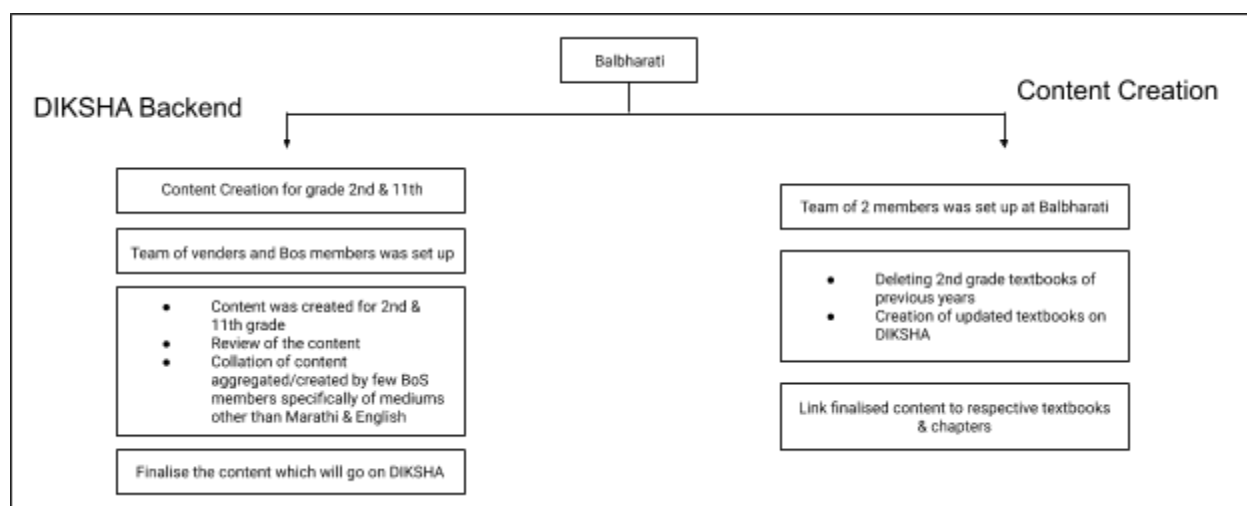 Balbharati
DIKSHA Backend
Content Creation
Content Creation for grade 2nd & 11th
Team of venders and Bos members was set up
● Content was created for 2nd &
11th grade
● Review of the content
● Collation of content
aggregated/created by few BoS
members specifically of mediums
other than Marathi & English
Finalise the content which will go on DIKSHA
Team of 2 members was set up at Balbharati
● Deleting 2nd grade textbooks of
previous years
● Creation of updated textbooks on
DIKSHA
Link finalised content to respective textbooks
& chapters